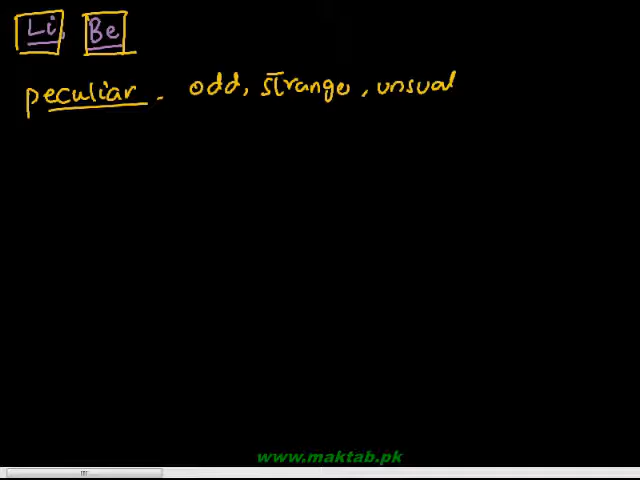 Li, Be
peculiar - odd, strange, unsual
www.maktab.pk